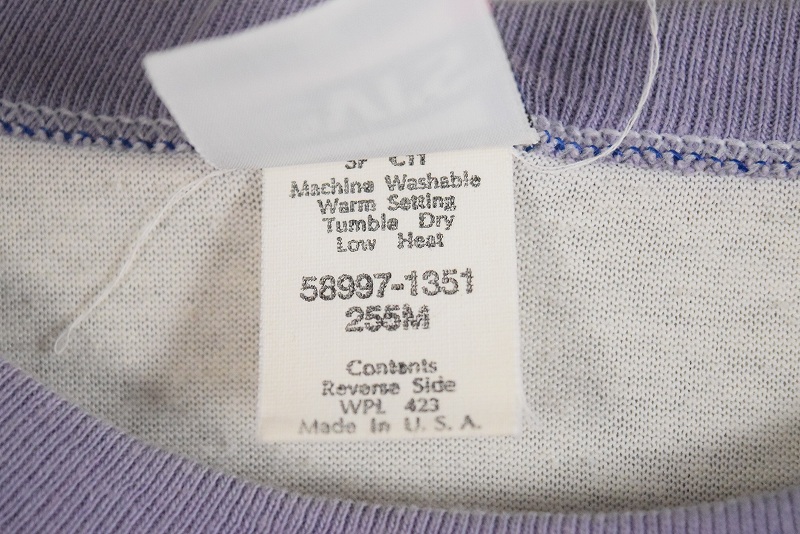 Machine Washable
Warm Setting
Tumble Dry
Low Heat
58997-1351
255M
Contents
Reverse Side
WPL 423
Made In U. S. A.